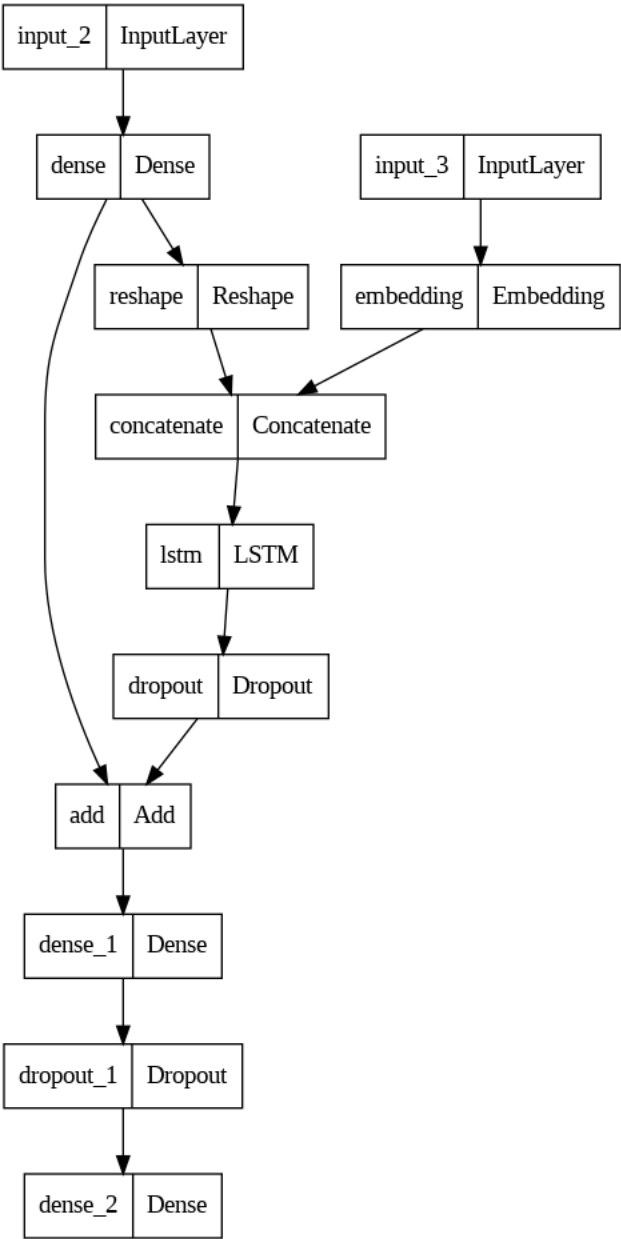 input_2 InputLayer
dense Dense
input_3 InputLayer
reshape Reshape
embedding Embedding
concatenate Concatenate
lstm LSTM
dropout Dropout
add Add
dense_1 Dense
dropout_1 Dropout
dense_2 Dense